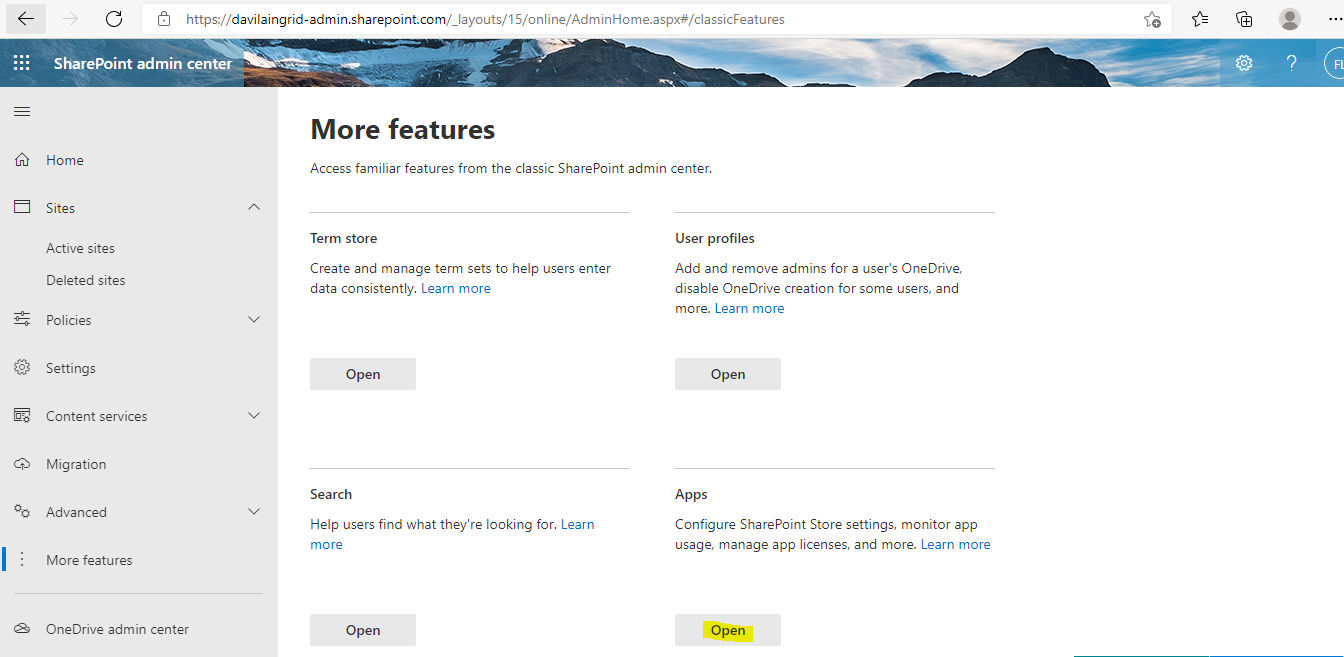 https://davilaingrid-admin.sharepoint.com/_layouts/15/online/AdminHome.aspx#/classicFeatures
SharePoint admin center
?
FL
Home
Sites
Active sites
Deleted sites
Policies
Settings
Content services
Migration
Advanced
More features
OneDrive admin center
More features
Access familiar features from the classic SharePoint admin center.
Term store
Create and manage term sets to help users enter
data consistently. Learn more
Open
User profiles
Add and remove admins for a user's OneDrive,
disable OneDrive creation for some users, and
more. Learn more
Open
Search
Help users find what they're looking for. Learn
more
Open
Apps
Configure SharePoint Store settings, monitor app
usage, manage app licenses, and more. Learn more
Open